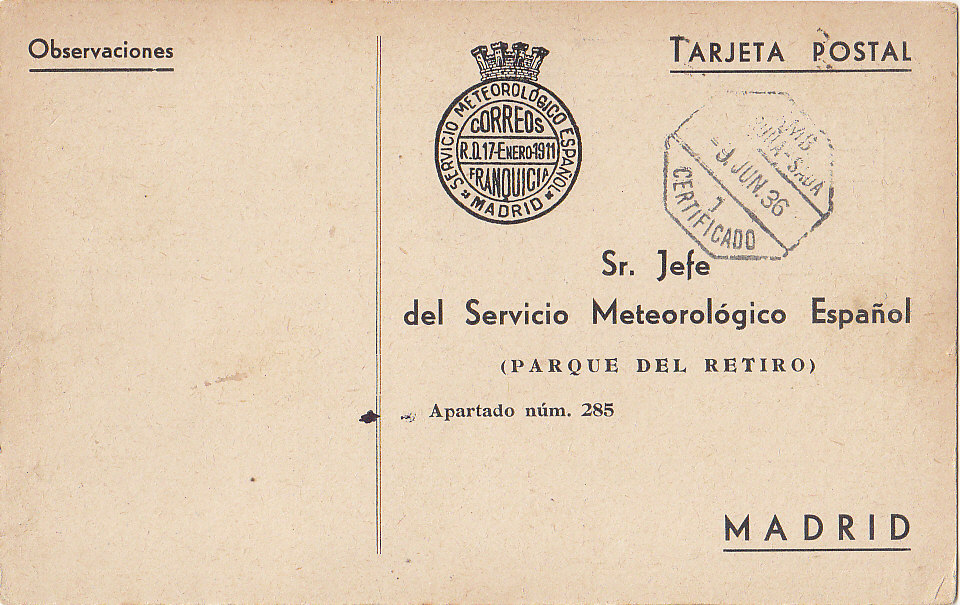 Observaciones
TARJETA POSTAL
SERVICIO METEOROLÓGICO ESPAÑOL
CORREOS
R.D.17-ENERO-1911
FRANQUICIA
MADRID
-9.JUN.36
1
CERTIFICADO
Sr. Jefe
del Servicio Meteorológico Español
(PARQUE DEL RETIRO)
Apartado núm. 285
MADRID